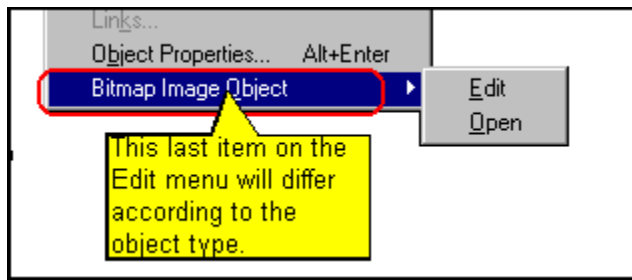 Links...
Object Properties... Alt+Enter
Bitmap Image Object
Edit
Open
This last item on the
Edit menu will differ
according to the
object type.